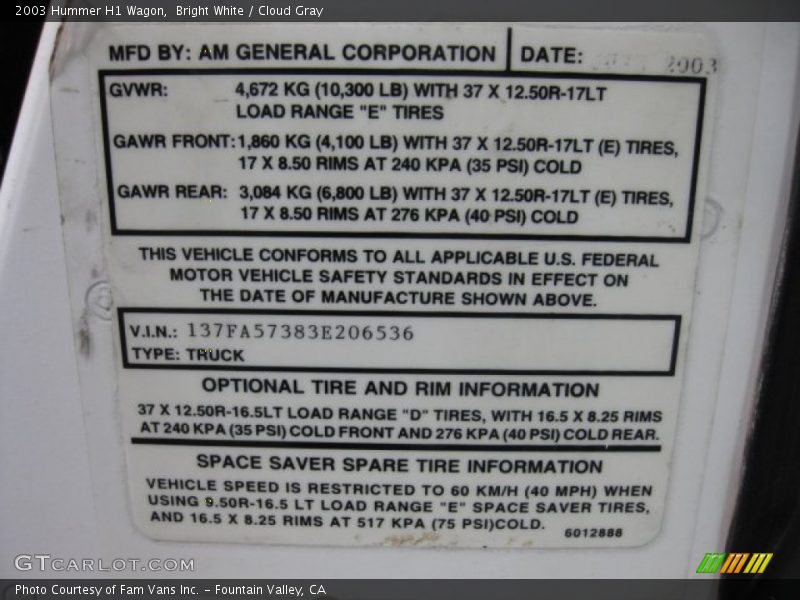 2003 Hummer H1 Wagon,  Bright White / Cloud Gray
MFD BY: AM GENERAL CORPORATION DATE: 2003
GVWR: 4,672 KG (10,300 LB) WITH 37 X 12.50R-17LT
LOAD RANGE "E" TIRES
GAWR FRONT: 1,860 KG (4,100 LB) WITH 37 X 12.50R-17LT (E) TIRES,
17 X 8.50 RIMS AT 240 KPA (35 PSI) COLD
GAWR REAR: 3,084 KG (6,800 LB) WITH 37 X 12.50R-17LT (E) TIRES,
17 X 8.50 RIMS AT 276 KPA (40 PSI) COLD
THIS VEHICLE CONFORMS TO ALL APPLICABLE U.S. FEDERAL
MOTOR VEHICLE SAFETY STANDARDS IN EFFECT ON
THE DATE OF MANUFACTURE SHOWN ABOVE.
V.I.N.: 137FA57383E206536
TYPE: TRUCK
OPTIONAL TIRE AND RIM INFORMATION
37 X 12.50R-16.5LT LOAD RANGE "D" TIRES, WITH 16.5 X 8.25 RIMS
AT 240 KPA (35 PSI) COLD FRONT AND 276 KPA (40 PSI) COLD REAR.
SPACE SAVER SPARE TIRE INFORMATION
VEHICLE SPEED IS RESTRICTED TO 60 KM/H (40 MPH) WHEN
USING 9.50R-16.5 LT LOAD RANGE "E" SPACE SAVER TIRES,
AND 16.5 X 8.25 RIMS AT 517 KPA (75 PSI)COLD.
6012888
GTCARLOT.COM
Photo Courtesy of Fam Vans Inc. - Fountain Valley, CA